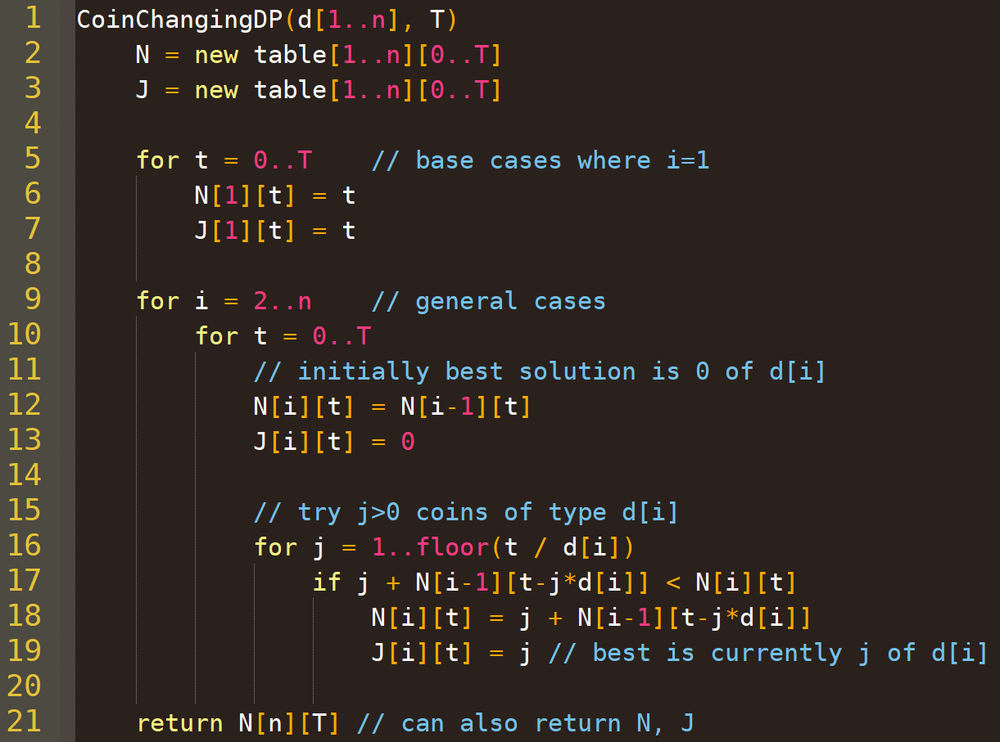 1 CoinChangingDP(d[1..n], T)
2     N = new table[1..n][0..T]
3     J = new table[1..n][0..T]
4
5     for t = 0..T    // base cases where i=1
6         N[1][t] = t
7         J[1][t] = t
8
9     for i = 2..n    // general cases
10         for t = 0..T
11             // initially best solution is 0 of d[i]
12             N[i][t] = N[i-1][t]
13             J[i][t] = 0
14
15             // try j>0 coins of type d[i]
16             for j = 1..floor(t / d[i])
17                 if j + N[i-1][t-j*d[i]] < N[i][t]
18                     N[i][t] = j + N[i-1][t-j*d[i]]
19                     J[i][t] = j // best is currently j of d[i]
20
21     return N[n][T] // can also return N, J